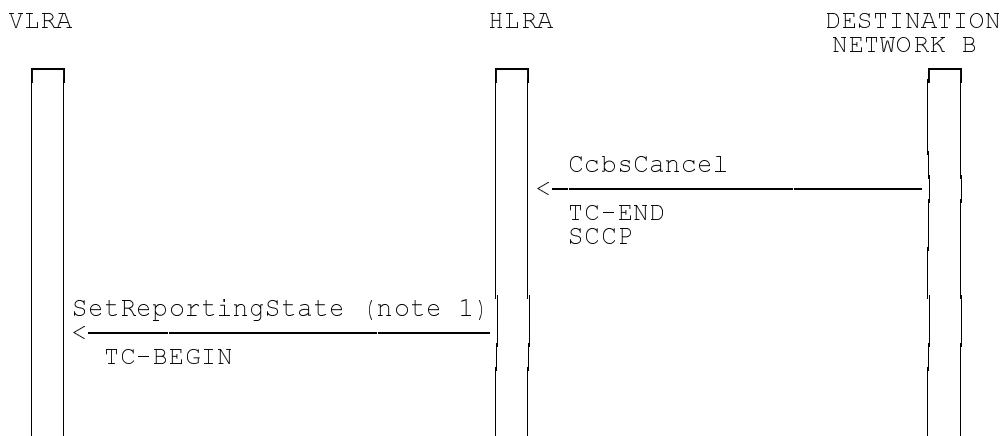 VLRA
HLRA
DESTINATION
NETWORK B
CcbsCancel
<
TC-END
SCCP
SetReportingState (note 1)
<
TC-BEGIN